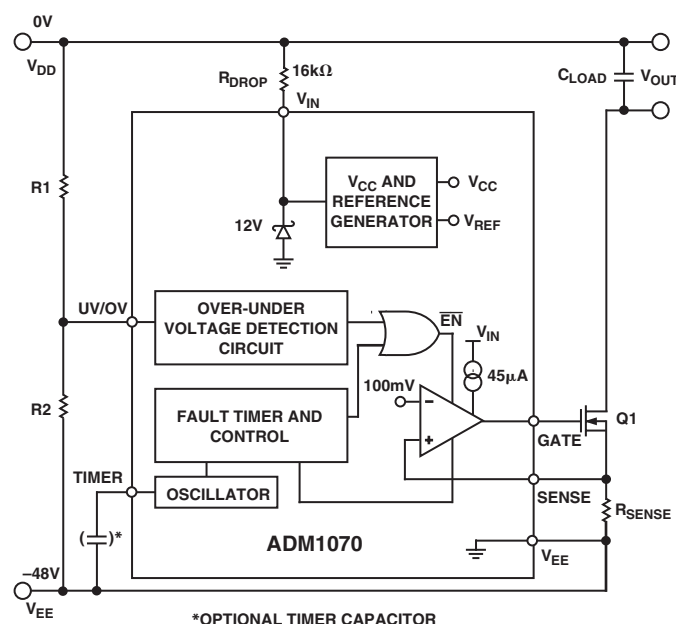 0V
VDD
RDROP
16kΩ
VIN
CLOAD
VOUT
R1
12V
VCC AND
REFERENCE
GENERATOR
VCC
VREF
UV/OV
OVER-UNDER
VOLTAGE DETECTION
CIRCUIT
EN
VIN
45µA
100mV
R2
FAULT TIMER AND
CONTROL
−
+
GATE
Q1
TIMER
OSCILLATOR
SENSE
RSENSE
( )*
ADM1070
VEE
−48V
VEE
*OPTIONAL TIMER CAPACITOR